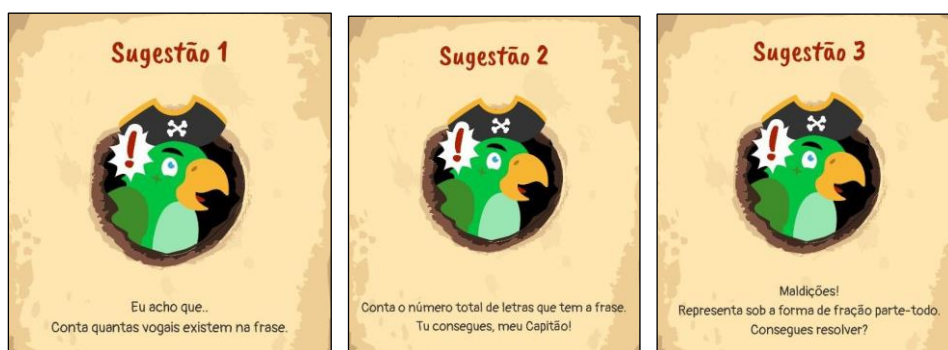 Sugestão 1
Eu acho que..
Conta quantas vogais existem na frase.
Sugestão 2
Conta o número total de letras que tem a frase.
Tu consegues, meu Capitão!
Sugestão 3
Maldições!
Representa sob a forma de fração parte-todo.
Consegues resolver?